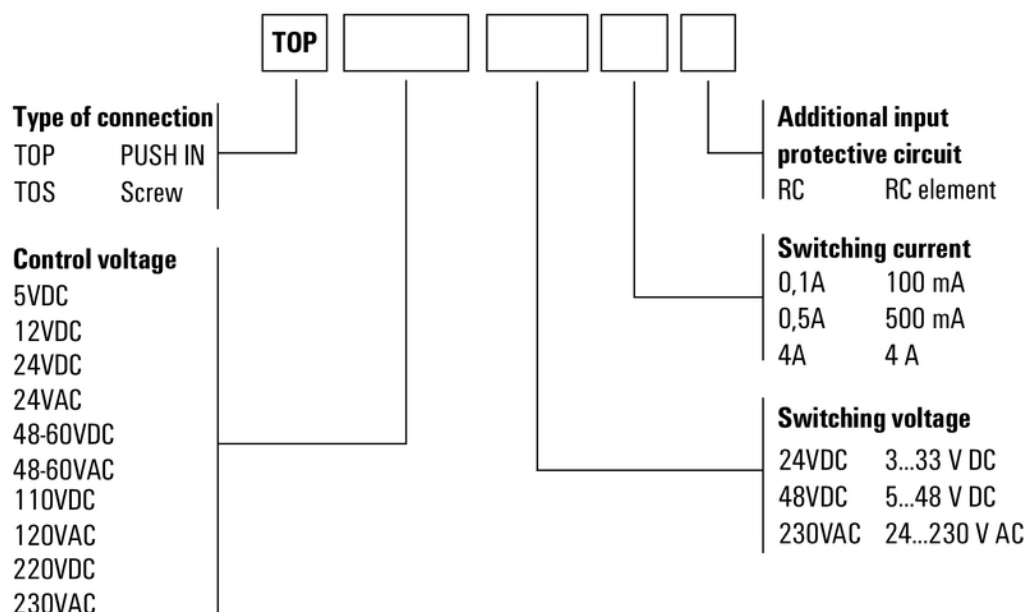 TOP
Type of connection
TOP PUSH IN
TOS Screw
Control voltage
5VDC
12VDC
24VDC
24VAC
48-60VDC
48-60VAC
110VDC
120VAC
220VDC
230VAC
Additional input
protective circuit
RC RC element
Switching current
0,1A 100 mA
0,5A 500 mA
4A 4 A
Switching voltage
24VDC 3...33 V DC
48VDC 5...48 V DC
230VAC 24...230 V AC